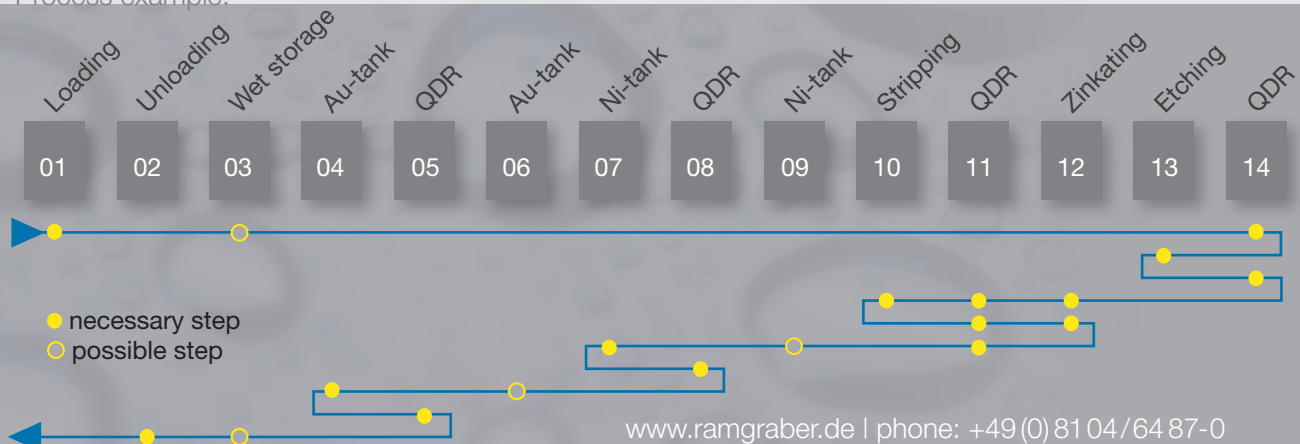 Process example:
Loading
Unloading
Wet storage
Au-tank
QDR
Au-tank
Ni-tank
QDR
Ni-tank
Stripping
QDR
Zinkating
Etching
QDR
01 02 03 04 05 06 07 08 09 10 11 12 13 14
necessary step
possible step
www.ramgraber.de | phone: +49 (0) 81 04/64 87-0